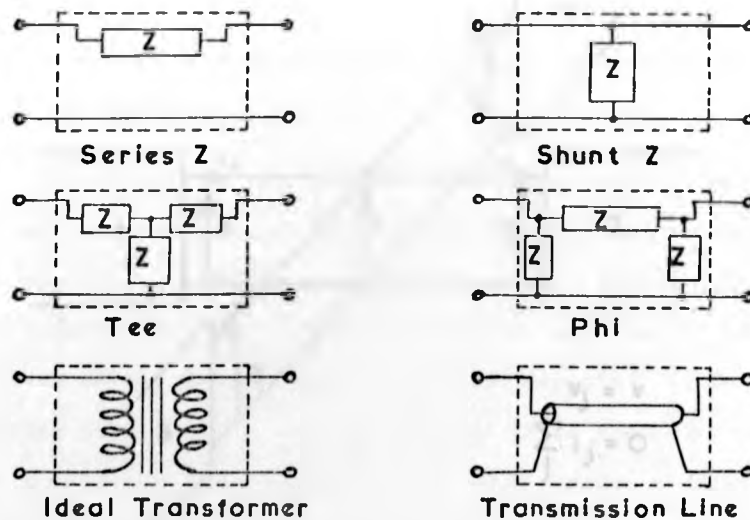 Z
Z
Series Z
Shunt Z
Z Z
Z
Z
Z Z
Tee
Phi
Ideal Transformer
Transmission Line